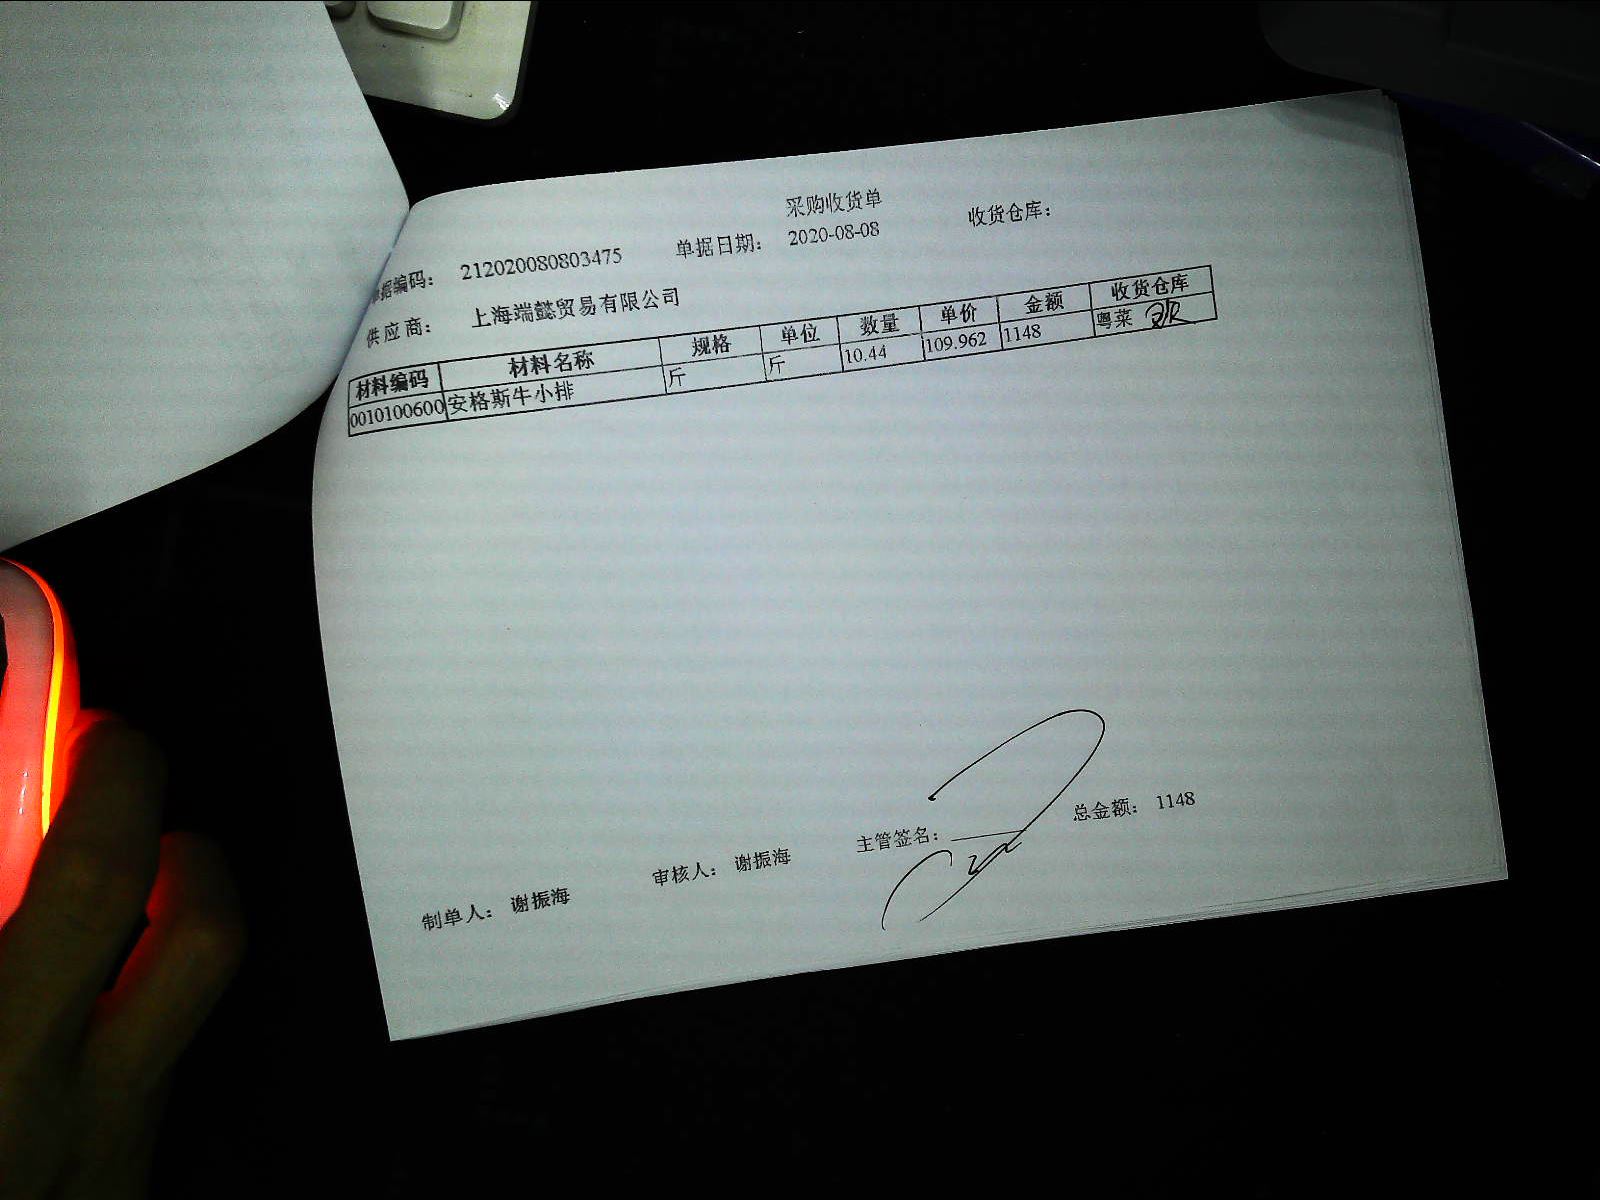 采购收货单
单据编码： 212020080803475 单据日期： 2020-08-08 收货仓库：
供应商： 上海端懿贸易有限公司
材料编码 材料名称 规格 单位 数量 单价 金额 收货仓库
0010100600 安格斯牛小排 斤 斤 10.44 109.962 1148 粤菜
制单人： 谢振海 审核人： 谢振海 主管签名： 总金额： 1148